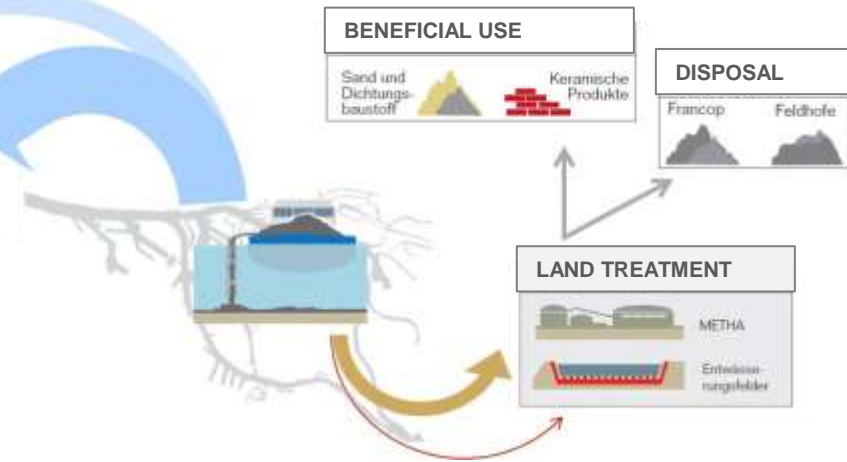 BENEFICIAL USE
Sand und
Dichtungs-
baustoff
Keramische
Produkte
DISPOSAL
Francop
Feldhofe
LAND TREATMENT
METHA
Entwässe-
rungsfelder